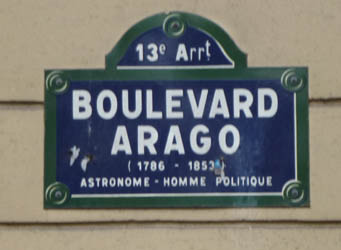 13e Arrt
BOULEVARD
ARAGO
( 1786 - 1853 )
ASTRONOME - HOMME POLITIQUE